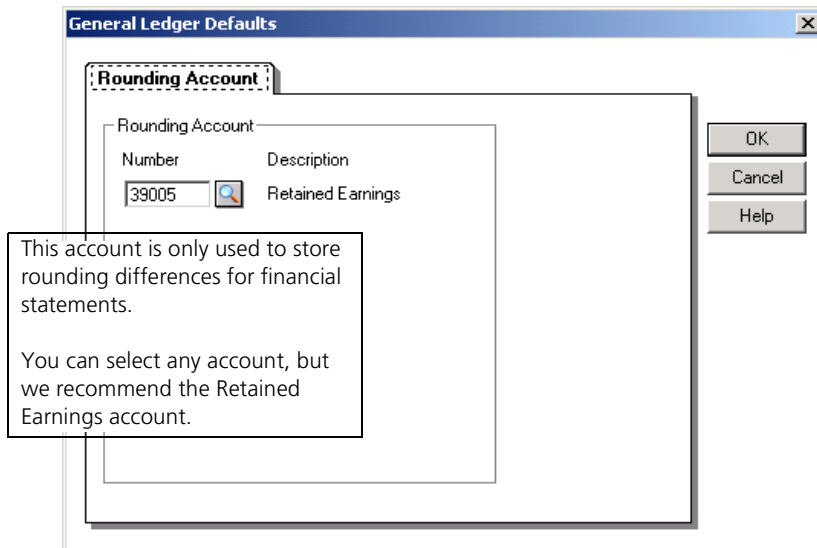 General Ledger Defaults
Rounding Account
Rounding Account
Number Description
39005 Retained Earnings
OK
Cancel
Help
This account is only used to store
rounding differences for financial
statements.
You can select any account, but
we recommend the Retained
Earnings account.